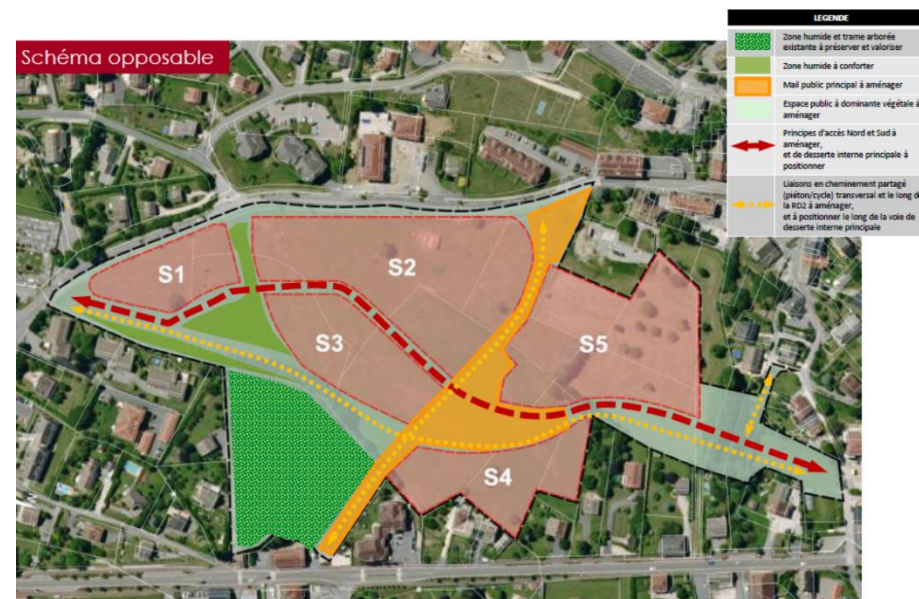 Schéma opposable
LEGENDE
Zone humide et trame arborée
existante à préserver et valoriser
Zone humide à conforter
Mail public principal à aménager
Espace public à dominante végétale à
aménager
Principes d'accès Nord et Sud à
aménager,
et de desserte interne principale à
positionner
Liaisons en cheminement partagé
(piéton/cycle) transversal et le long de
la RD2 à aménager,
et à positionner le long de la voie de
desserte interne principale
S1
S2
S3
S5
S4